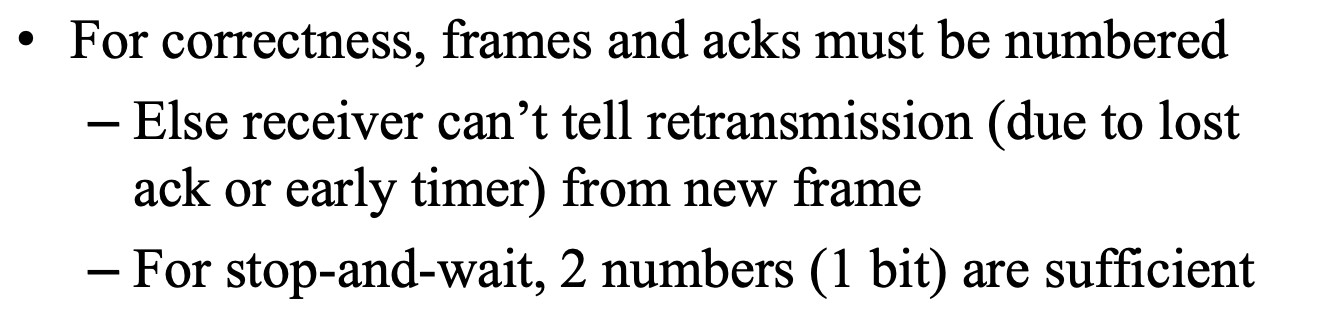 • For correctness, frames and acks must be numbered
– Else receiver can’t tell retransmission (due to lost
ack or early timer) from new frame
– For stop-and-wait, 2 numbers (1 bit) are sufficient